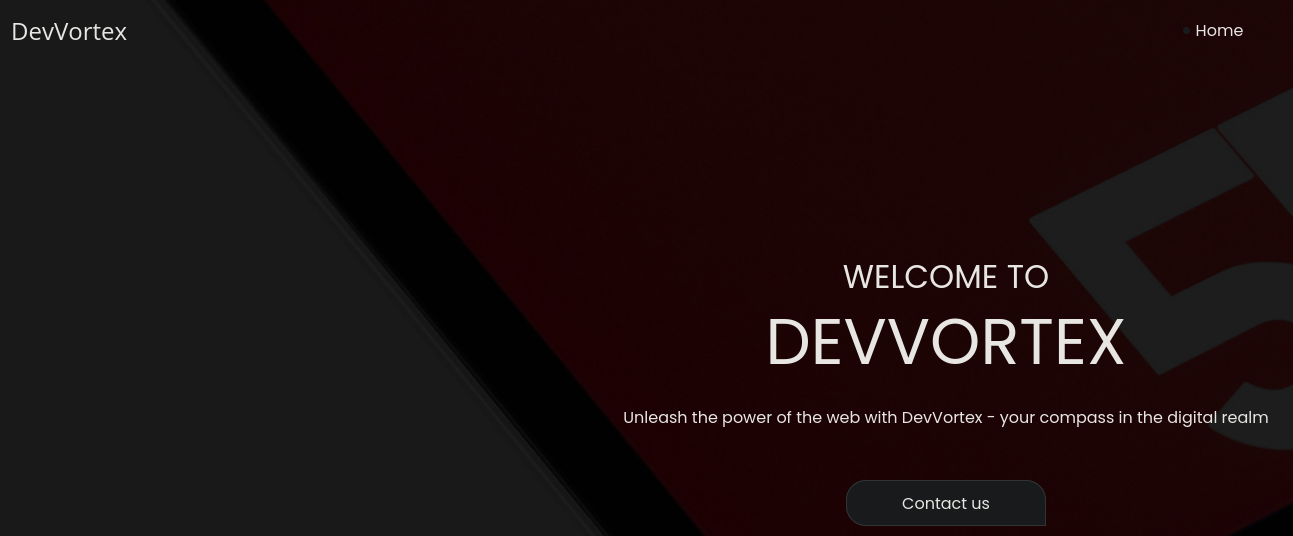 DevVortex
Home
WELCOME TO
DEVVORTEX
Unleash the power of the web with DevVortex - your compass in the digital realm
Contact us